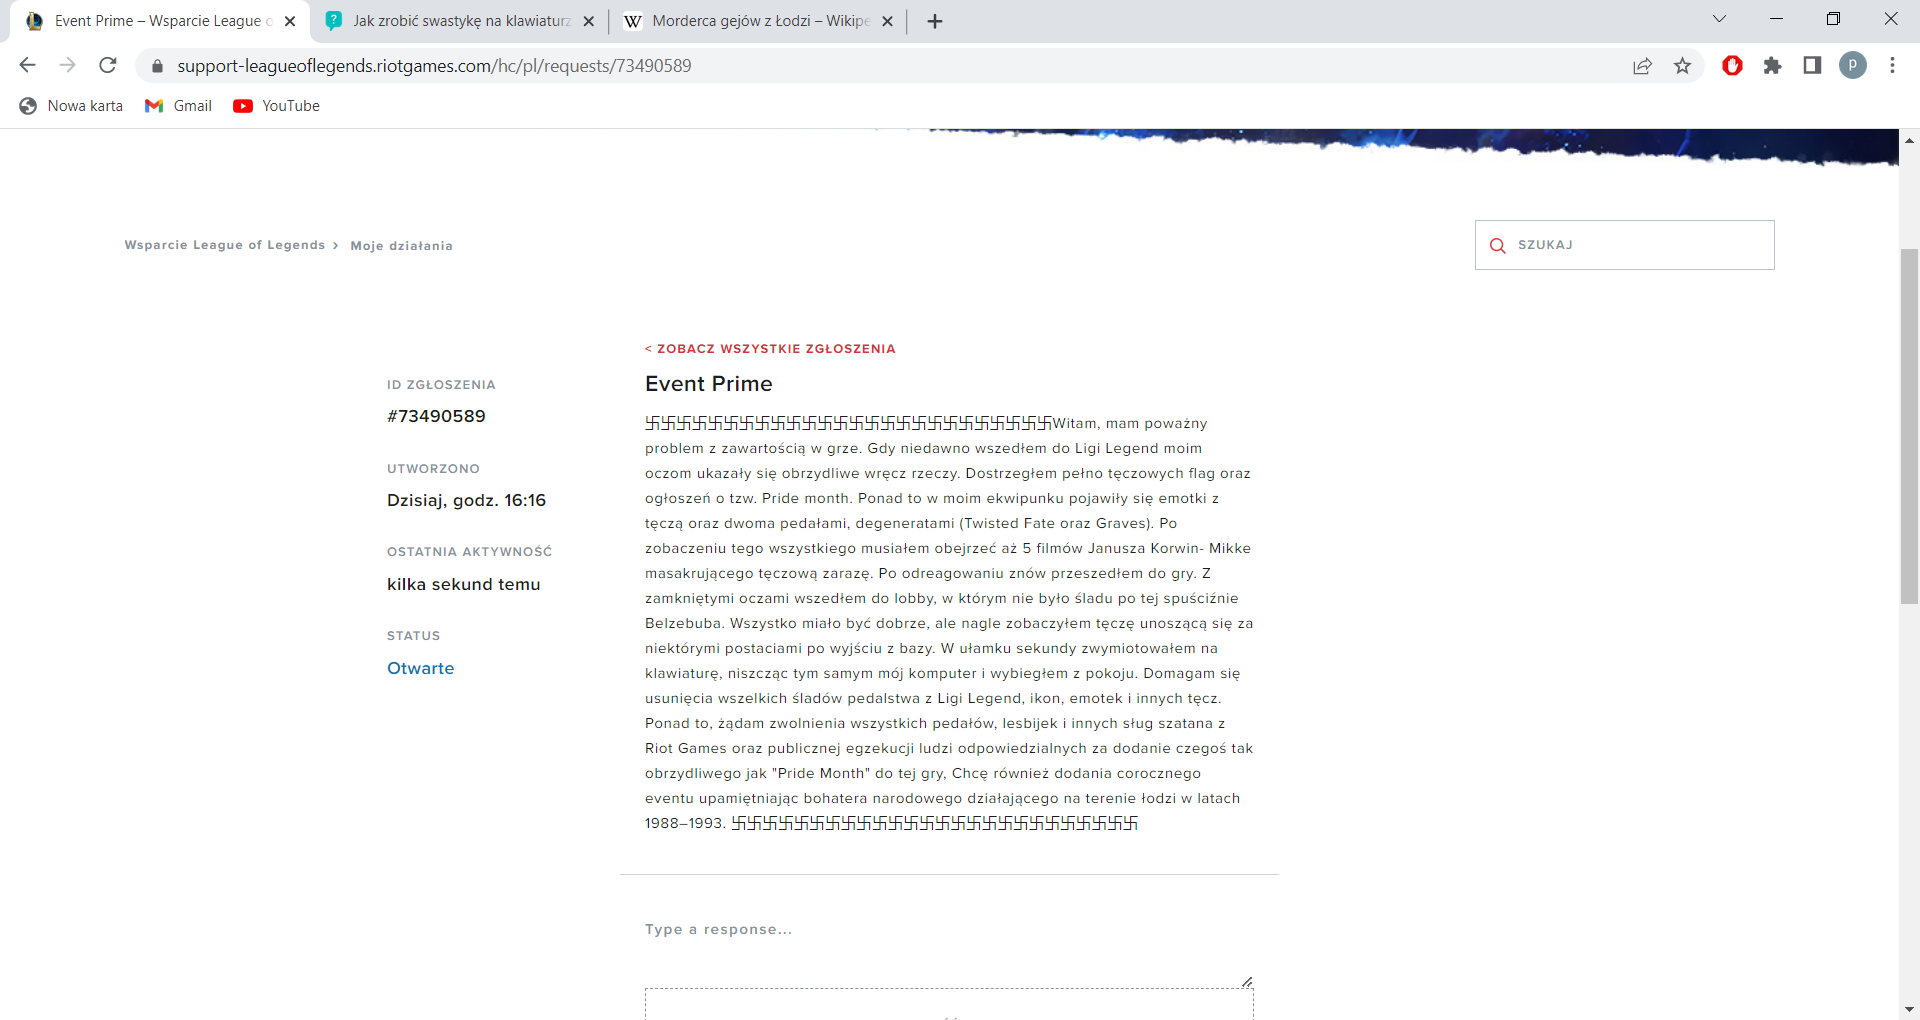 Event Prime – Wsparcie League o
Jak zrobić swastykę na klawiaturz
Morderca gejów z Łodzi – Wikipe
support-leagueoflegends.riotgames.com/hc/pl/requests/73490589
p
Nowa karta
Gmail
YouTube
Wsparcie League of Legends > Moje działania
SZUKAJ
< ZOBACZ WSZYSTKIE ZGŁOSZENIA
ID ZGŁOSZENIA
#73490589
UTWORZONO
Dzisiaj, godz. 16:16
OSTATNIA AKTYWNOŚĆ
kilka sekund temu
STATUS
Otwarte
Event Prime
卐卐卐卐卐卐卐卐卐卐卐卐卐卐卐卐卐卐卐卐卐卐卐卐卐卐Witam, mam poważny
problem z zawartością w grze. Gdy niedawno wszedłem do Ligi Legend moim
oczom ukazały się obrzydliwe wręcz rzeczy. Dostrzegłem pełno tęczowych flag oraz
ogłoszeń o tzw. Pride month. Ponad to w moim ekwipunku pojawiły się emotki z
tęczą oraz dwoma pedałami, degeneratami (Twisted Fate oraz Graves). Po
zobaczeniu tego wszystkiego musiałem obejrzeć aż 5 filmów Janusza Korwin- Mikke
masakrującego tęczową zarazę. Po odreagowaniu znów przeszedłem do gry. Z
zamkniętymi oczami wszedłem do lobby, w którym nie było śladu po tej spuściźnie
Belzebuba. Wszystko miało być dobrze, ale nagle zobaczyłem tęczę unoszącą się za
niektórymi postaciami po wyjściu z bazy. W ułamku sekundy zwymiotowałem na
klawiaturę, niszcząc tym samym mój komputer i wybiegłem z pokoju. Domagam się
usunięcia wszelkich śladów pedalstwa z Ligi Legend, ikon, emotek i innych tęcz.
Ponad to, żądam zwolnienia wszystkich pedałów, lesbijek i innych sług szatana z
Riot Games oraz publicznej egzekucji ludzi odpowiedzialnych za dodanie czegoś tak
obrzydliwego jak "Pride Month" do tej gry, Chcę również dodania corocznego
eventu upamiętniając bohatera narodowego działającego na terenie łodzi w latach
1988–1993. 卐卐卐卐卐卐卐卐卐卐卐卐卐卐卐卐卐卐卐卐卐卐卐卐卐卐
Type a response...